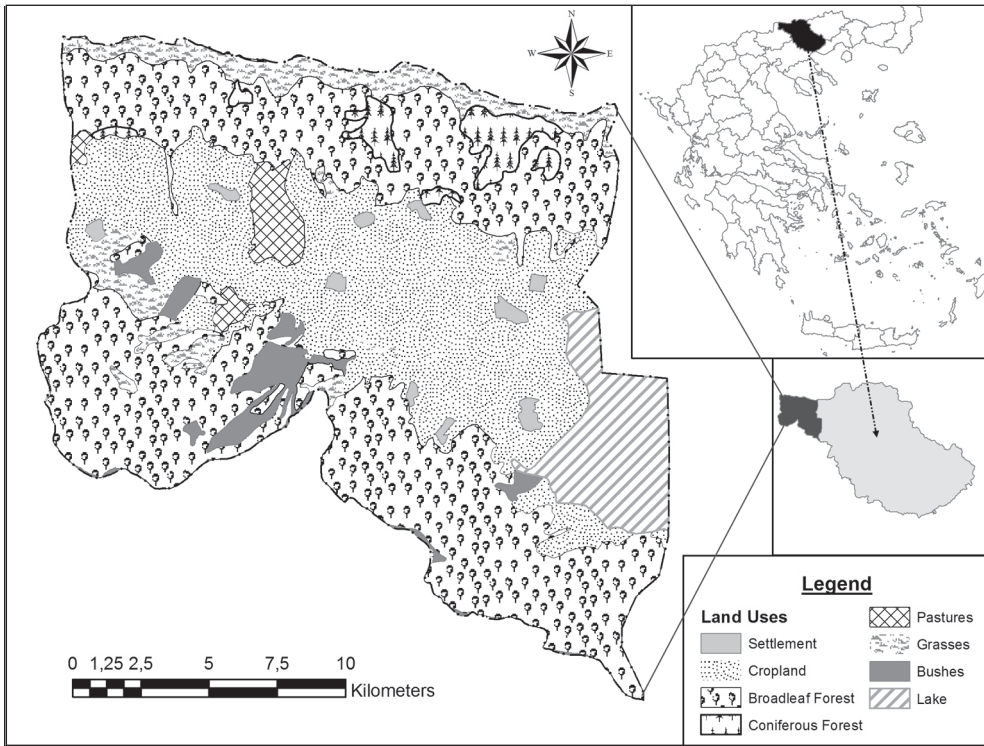 N
W E
S
Legend
Land Uses
Settlement
Cropland
Broadleaf Forest
Coniferous Forest
Pastures
Grasses
Bushes
Lake
0 1,25 2,5 5 7,5 10
Kilometers